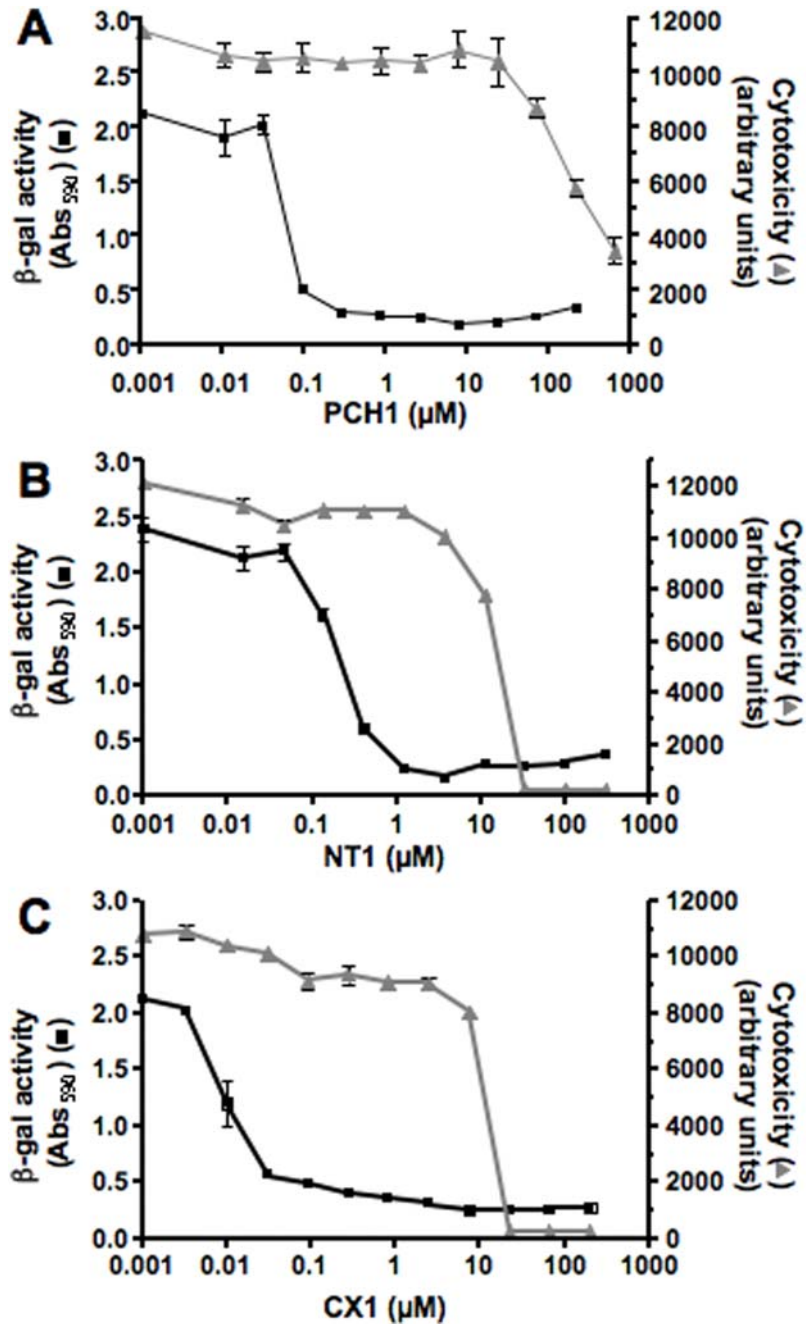 A
3.0
2.5
2.0
1.5
1.0
0.5
0.0
β-gal activity
(Abs 590) (■)
12000
10000
8000
6000
4000
2000
0
Cytotoxicity (▲)
(arbitrary units)
0.001 0.01 0.1 1 10 100 1000
PCH1 (µM)
B
3.0
2.5
2.0
1.5
1.0
0.5
0.0
β-gal activity
(Abs 590) (■)
12000
10000
8000
6000
4000
2000
0
Cytotoxicity (▲)
(arbitrary units)
0.001 0.01 0.1 1 10 100 1000
NT1 (µM)
C
3.0
2.5
2.0
1.5
1.0
0.5
0.0
β-gal activity
(Abs 590) (■)
12000
10000
8000
6000
4000
2000
0
Cytotoxicity (▲)
(arbitrary units)
0.001 0.01 0.1 1 10 100 1000
CX1 (µM)